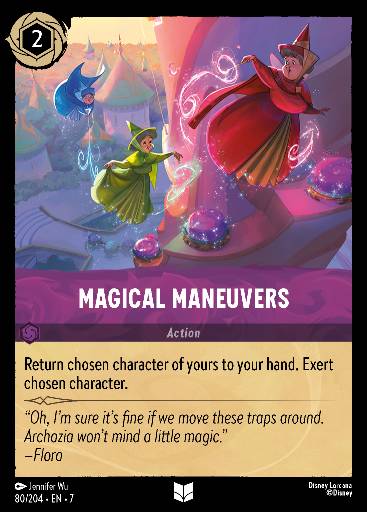 2
MAGICAL MANEUVERS
Action
Return chosen character of yours to your hand. Exert
chosen character.
“Oh, I’m sure it’s fine if we move these traps around.
Archazia won’t mind a little magic.”
–Flora
Jennifer Wu
80/204 • EN • 7
Disney Lorcana
©Disney